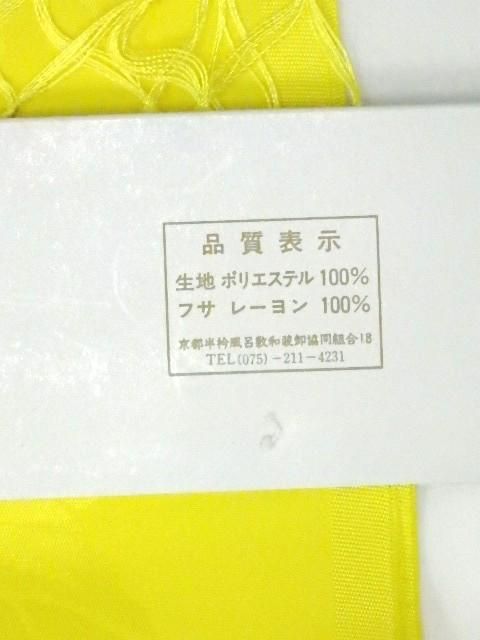 品質表示
生地 ポリエステル 100%
フサ レーヨン 100%
京都半衿風呂敷和装卸協同組合18
TEL(075)-211-4231